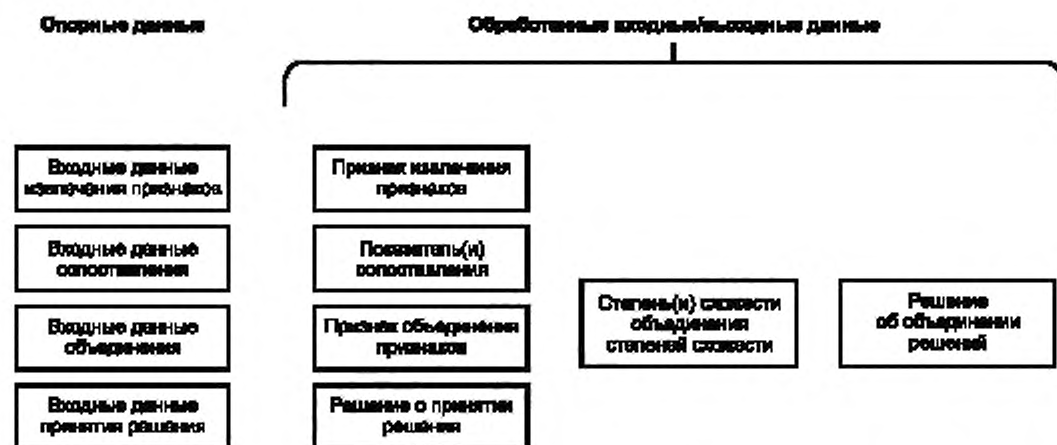 Опорные данные
Обработанные входные/выходные данные
Входные данные
извлечения признаков
Признак извлечения
признаков
Входные данные
сопоставления
Показатель(и)
сопоставления
Степень(и) схожести
объединения
степеней схожести
Решение
об объединении
решений
Входные данные
объединения
Признак объединения
признаков
Входные данные
принятия решения
Решение о принятии
решения